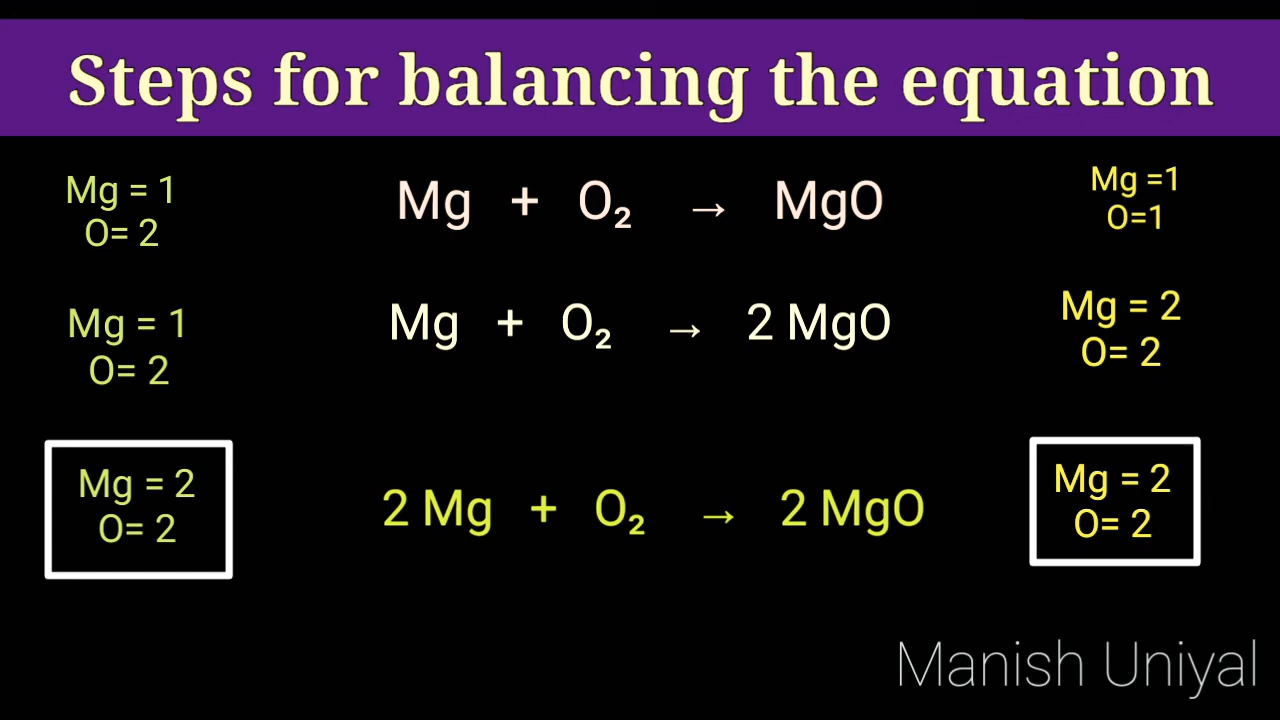 Steps for balancing the equation
Mg = 1
O= 2
Mg + O₂ → MgO
Mg =1
O=1
Mg = 1
O= 2
Mg + O₂ → 2 MgO
Mg = 2
O= 2
Mg = 2
O= 2
2 Mg + O₂ → 2 MgO
Mg = 2
O= 2
Manish Uniyal